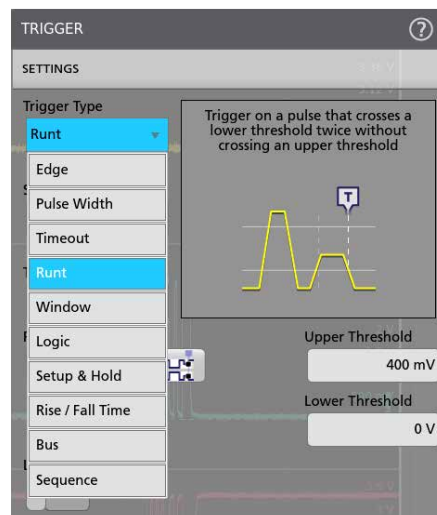 TRIGGER
?
SETTINGS
Trigger Type
Runt
Edge
Pulse Width
Timeout
Runt
Window
Logic
Setup & Hold
Rise / Fall Time
Bus
Sequence
Trigger on a pulse that crosses a
lower threshold twice without
crossing an upper threshold
T
Upper Threshold
400 mV
Lower Threshold
0 V